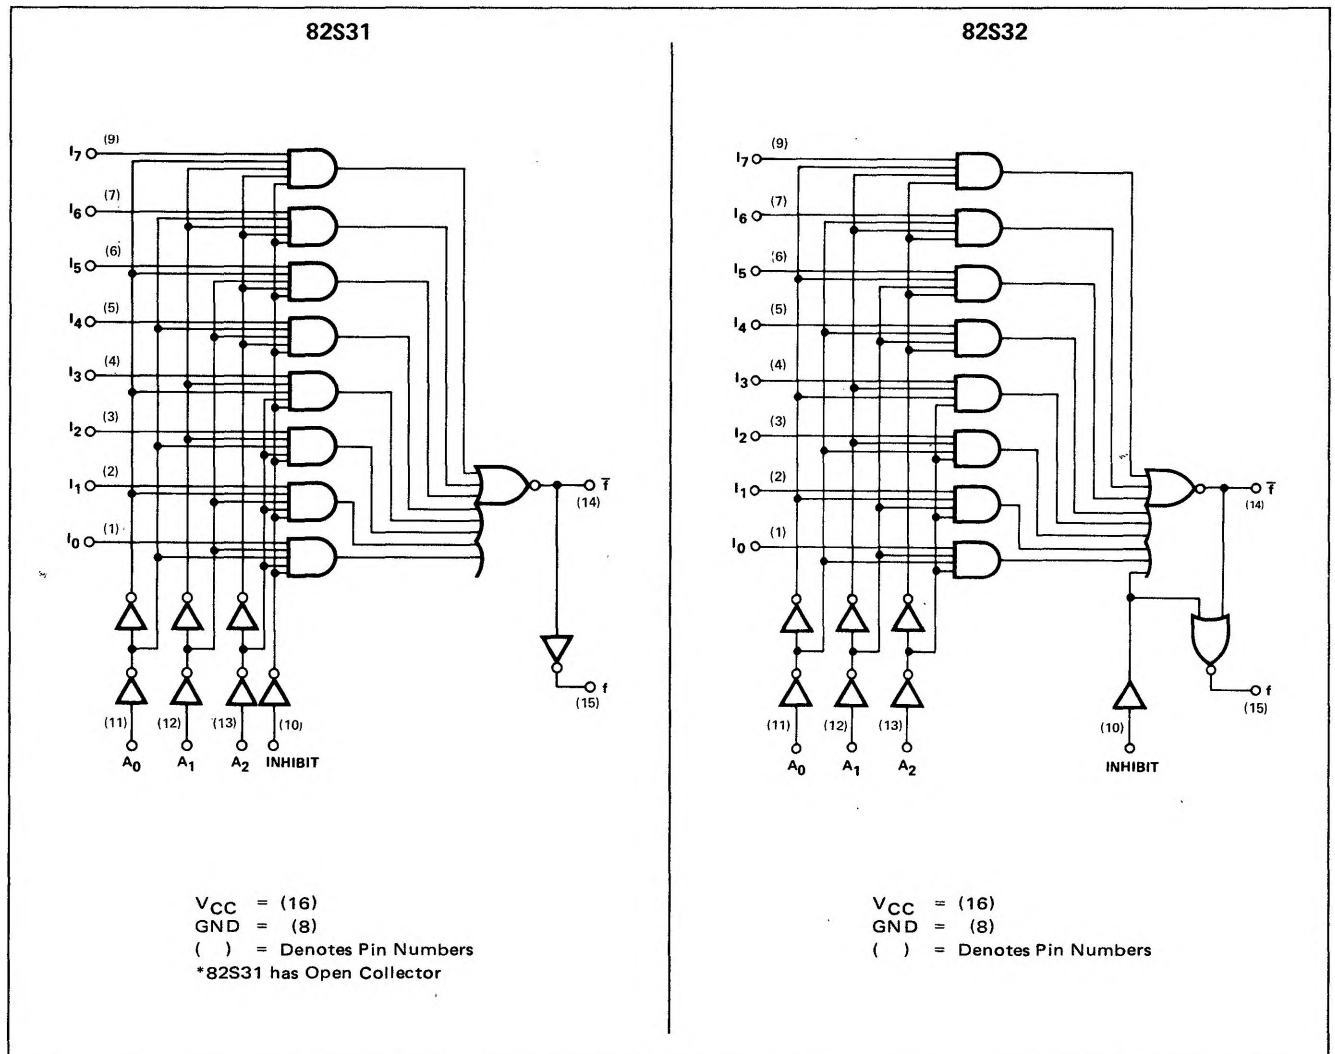 82S31
(9)
I7
(7)
I6
(6)
I5
(5)
I4
(4)
I3
(3)
I2
(2)
I1
(1)
I0
f̅
(14)
f
(15)
(11) (12) (13) (10)
A0 A1 A2 INHIBIT
VCC = (16)
GND = (8)
( ) = Denotes Pin Numbers
*82S31 has Open Collector
82S32
(9)
I7
(7)
I6
(6)
I5
(5)
I4
(4)
I3
(3)
I2
(2)
I1
(1)
I0
f̅
(14)
f
(15)
(11) (12) (13) (10)
A0 A1 A2 INHIBIT
VCC = (16)
GND = (8)
( ) = Denotes Pin Numbers